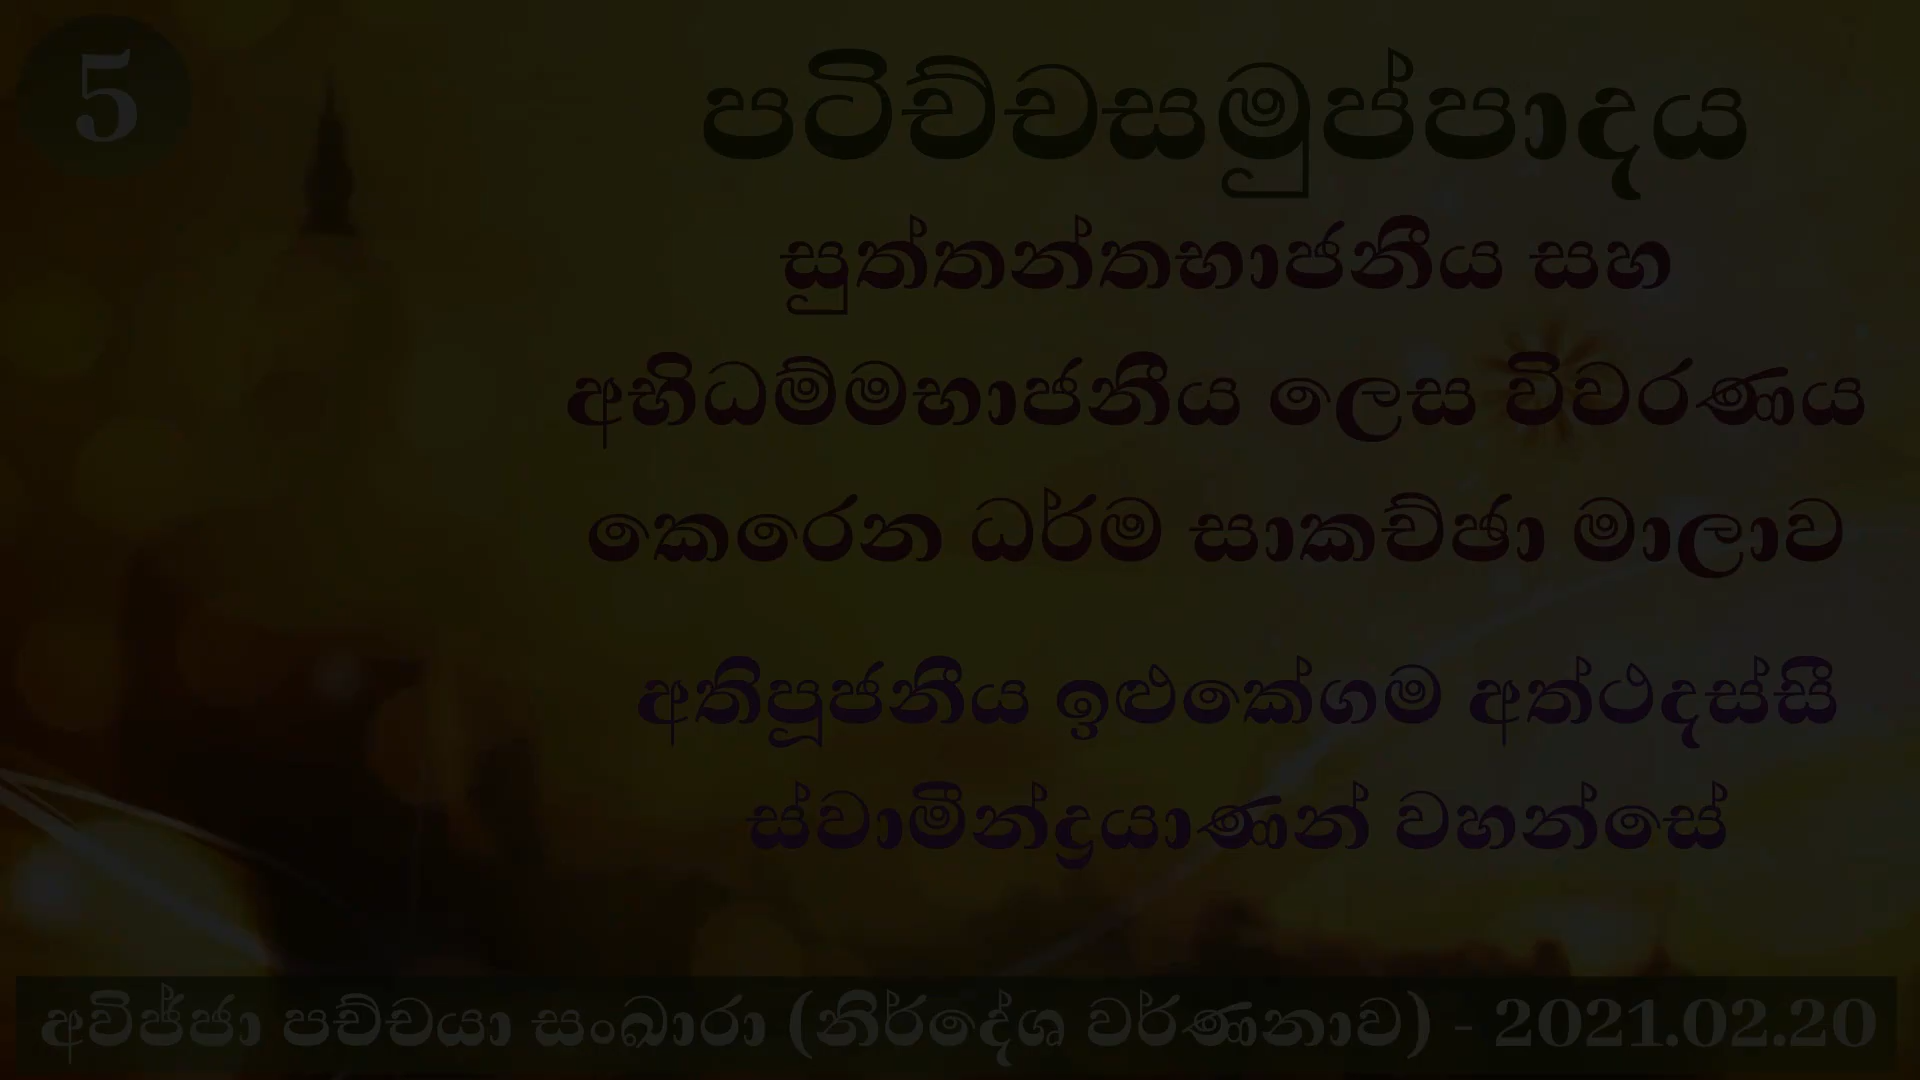 5
පටිච්චසමුප්පාදය
සුත්තන්තභාජනීය සහ
අභිධම්මභාජනීය ලෙස විවරණය
කෙරෙන ධර්ම සාකච්ඡා මාලාව
අතිපූජනීය ඉළුකේගම අත්ථදස්සී
ස්වාමීන්ද්‍රයාණන් වහන්සේ
අවිජ්ජා පච්චයා සංඛාරා (නිර්දේශ වර්ණනාව) - 2021.02.20